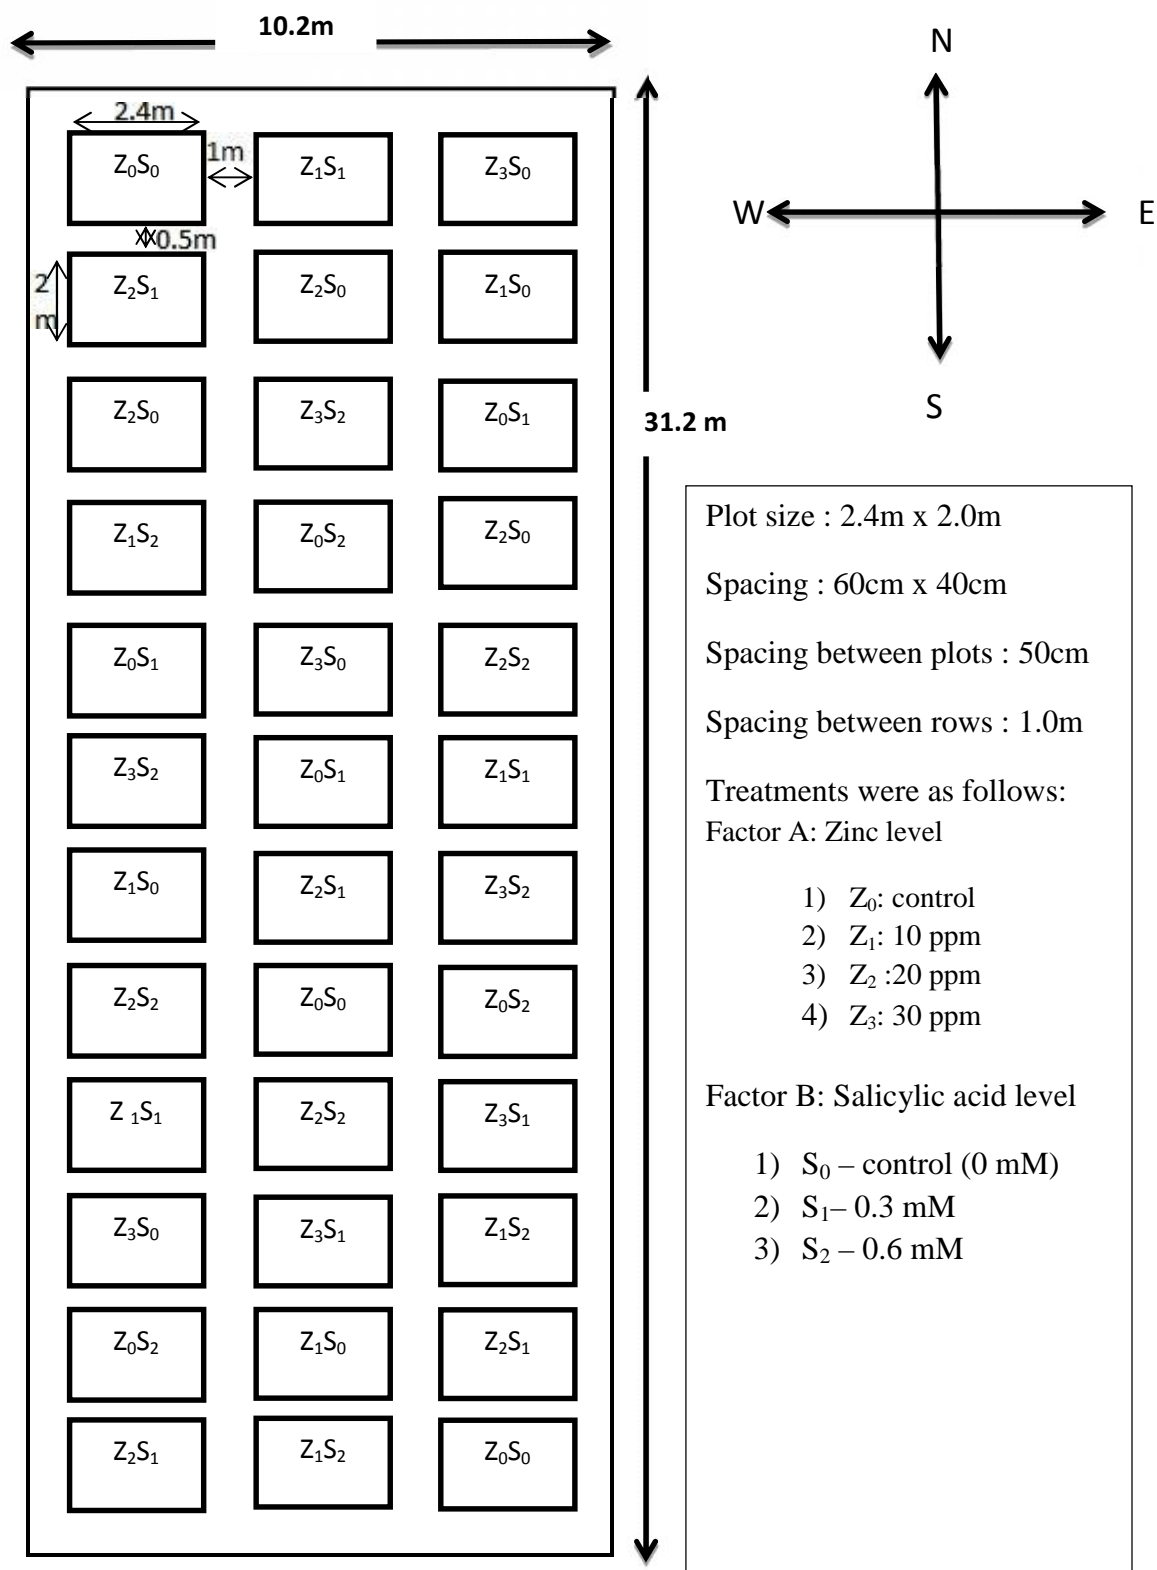 10.2m
N
2.4m
Z₀S₀ 1m Z₁S₁ Z₃S₀
W E
0.5m
2 m Z₂S₁ Z₂S₀ Z₁S₀
S
Z₂S₀ Z₃S₂ Z₀S₁
31.2 m
Z₁S₂ Z₀S₂ Z₂S₀
Z₀S₁ Z₃S₀ Z₂S₂
Z₃S₂ Z₀S₁ Z₁S₁
Z₁S₀ Z₂S₁ Z₃S₂
Z₂S₂ Z₀S₀ Z₀S₂
Z ₁S₁ Z₂S₂ Z₃S₁
Z₃S₀ Z₃S₁ Z₁S₂
Z₀S₂ Z₁S₀ Z₂S₁
Z₂S₁ Z₁S₂ Z₀S₀
Plot size : 2.4m x 2.0m
Spacing : 60cm x 40cm
Spacing between plots : 50cm
Spacing between rows : 1.0m
Treatments were as follows:
Factor A: Zinc level
1) Z₀: control
2) Z₁: 10 ppm
3) Z₂ :20 ppm
4) Z₃: 30 ppm
Factor B: Salicylic acid level
1) S₀ – control (0 mM)
2) S₁– 0.3 mM
3) S₂ – 0.6 mM